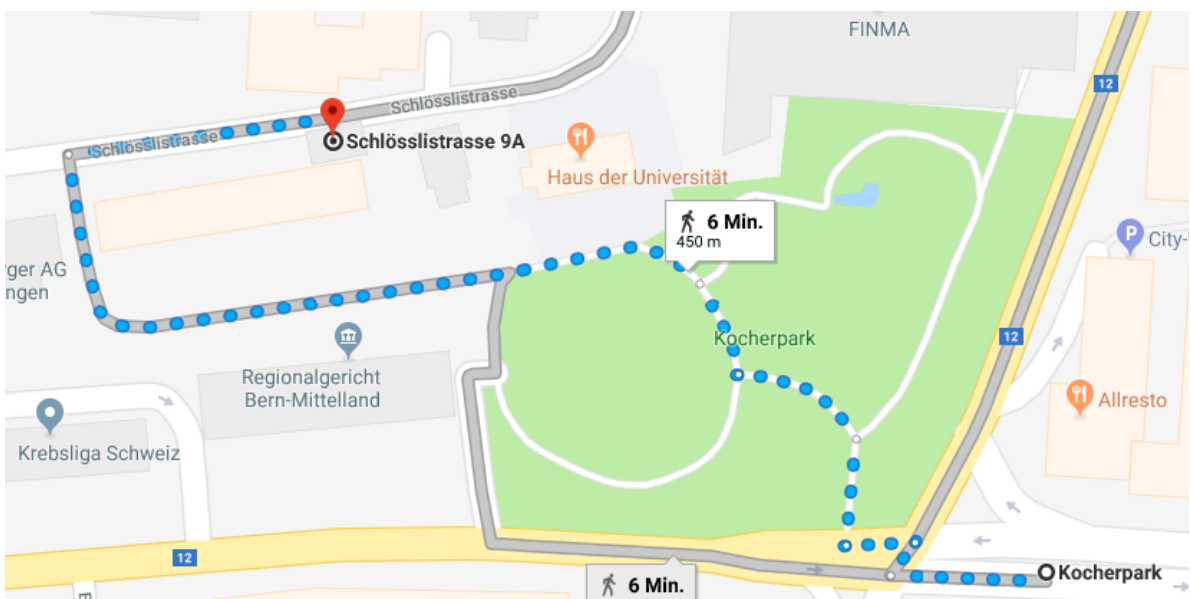 FINMA
12
Schlösslistrasse
Schlösslistrasse
Schlösslistrasse 9A
Haus der Universität
6 Min.
450 m
City-
rger AG
ngen
12
Kocherpark
Regionalgericht
Bern-Mittelland
Allresto
Krebsliga Schweiz
12
Kocherpark
6 Min.